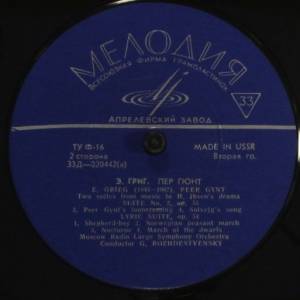 МЕЛОДИЯ
ВСЕСОЮЗНАЯ ФИРМА ГРАМПЛАСТИНОК
33
АПРЕЛЕВСКИЙ ЗАВОД
ТУ Ф-16
MADE IN USSR
2 сторона
Вторая гр.
33Д—020442(а)
Э. ГРИГ. ПЕР ГЮНТ
E. GRIEG (1843—1907). PEER GYNT
Two suites from music to H. Ibsen's drama
SUITE No. 2, op. 55
3. Peer Gynt's homecoming 4. Solveig's song
LYRIC SUITE, op. 54
1. Shepherd-boy 2. Norwegian peasant march
3. Nocturne 4. March of the dwarfs
Moscow Radio Large Symphony Orchestra
Conductor G. ROZHDESTVENSKY